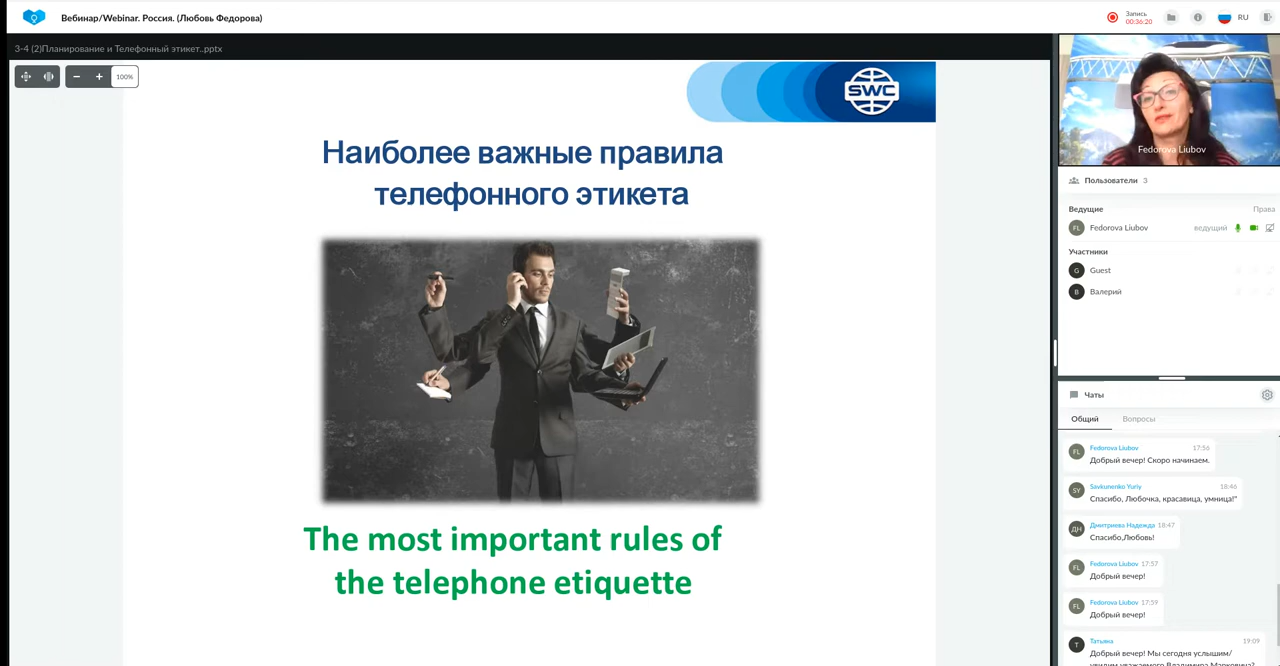 Вебинар/Webinar. Россия. (Любовь Федорова)
Запись
00:36:20
RU
3-4 (2)Планирование и Телефонный этикет..pptx
100%
SWC
Наиболее важные правила
телефонного этикета
The most important rules of
the telephone etiquette
Fedorova Liubov
Пользователи 3
Ведущие Права
FL Fedorova Liubov ведущий
Участники
G Guest
В Валерий
Чаты
Общий Вопросы
FL Fedorova Liubov 17:56
Добрый вечер! Скоро начинаем.
SY Savkunenko Yuriy 18:46
Спасибо, Любочка, красавица, умница!"
ДН Дмитриева Надежда 18:47
Спасибо,Любовь!
FL Fedorova Liubov 17:57
Добрый вечер!
FL Fedorova Liubov 17:59
Добрый вечер!
Т Татьяна 19:09
Добрый вечер! Мы сегодня услышим/
увидим уважаемого Владимира Марковича?